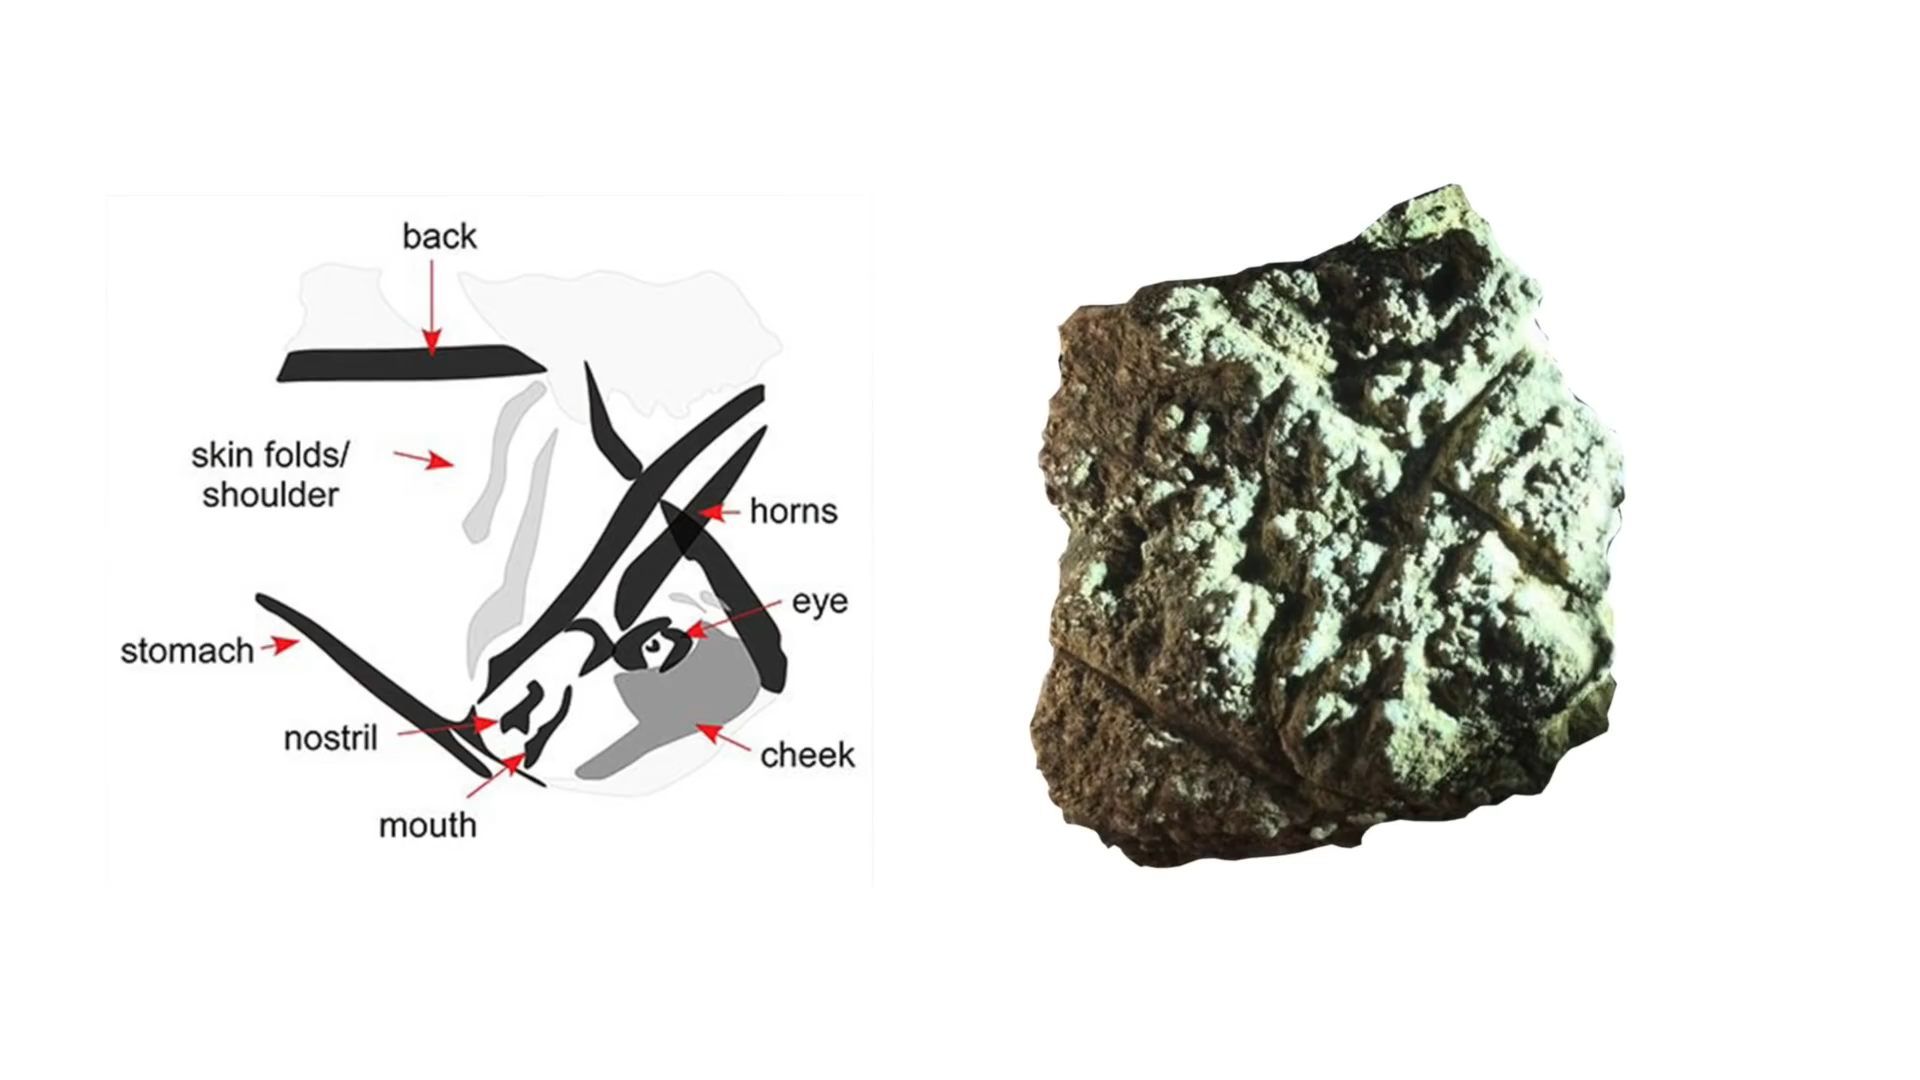 back
skin folds/
shoulder
horns
eye
stomach
nostril
cheek
mouth